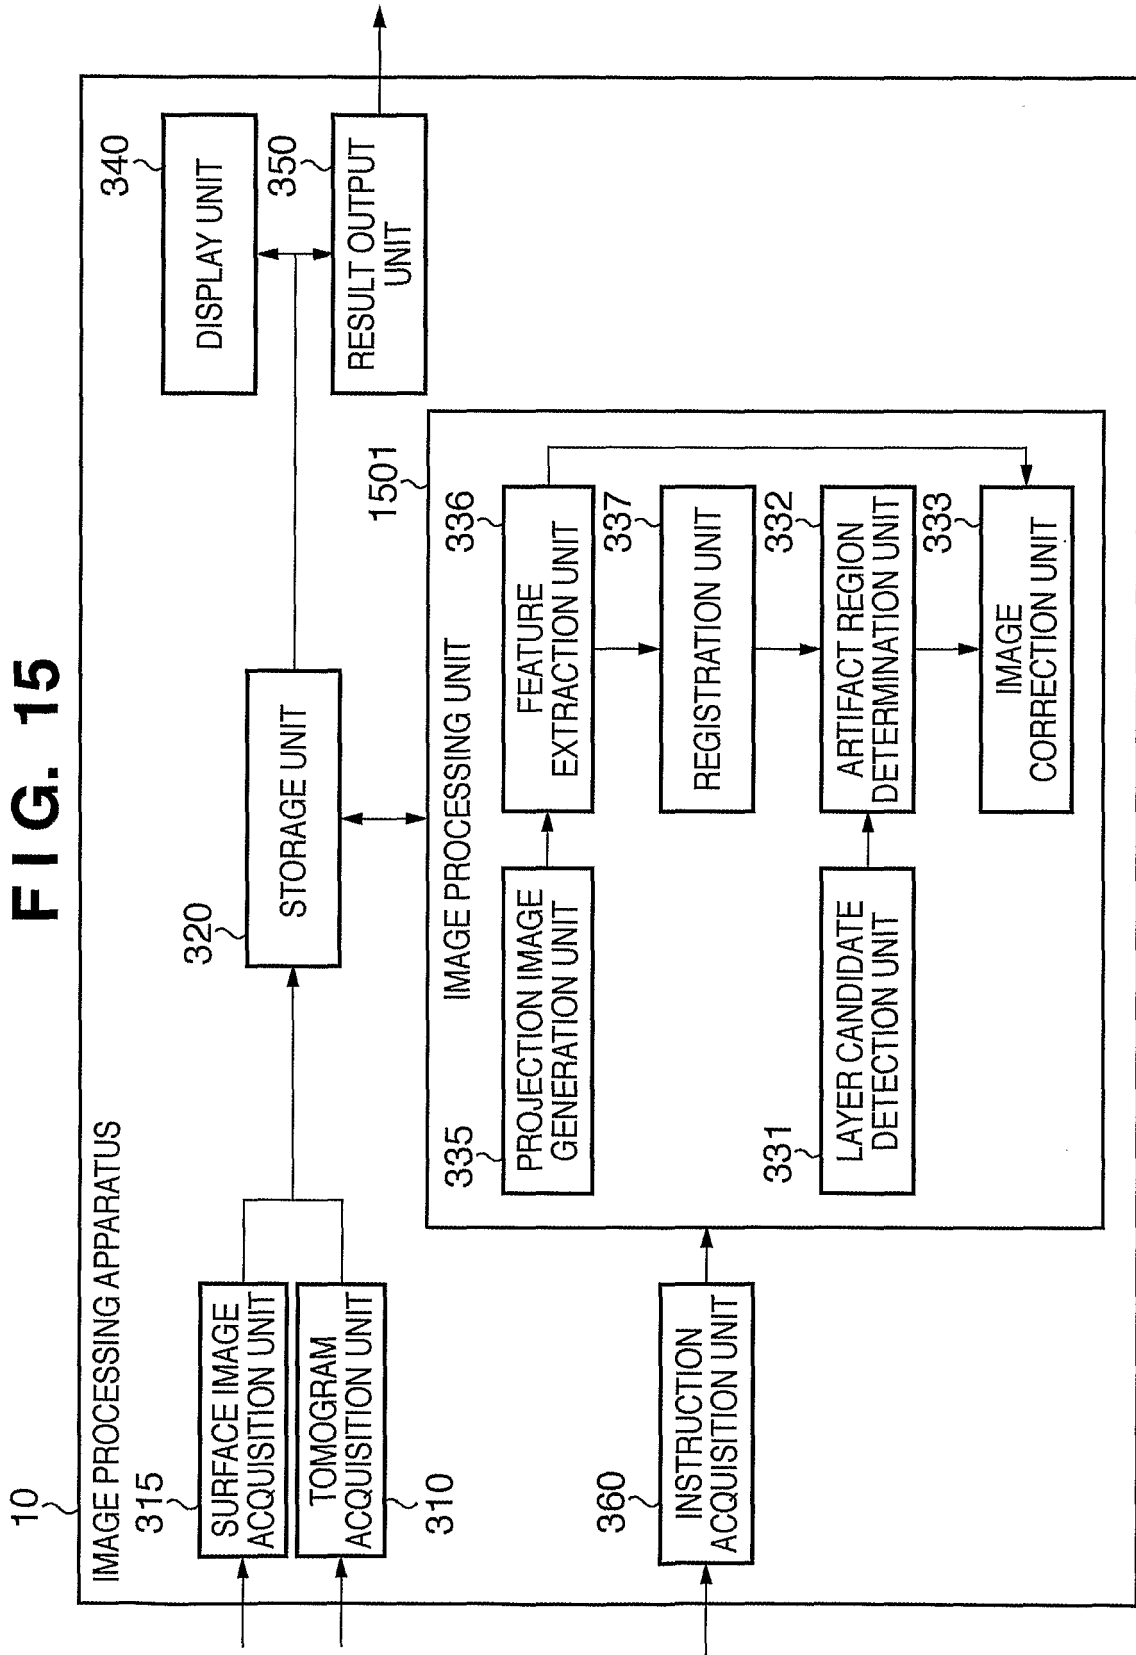 FIG. 15
10
IMAGE PROCESSING APPARATUS
315
SURFACE IMAGE
ACQUISITION UNIT
TOMOGRAM
ACQUISITION UNIT
310
320
STORAGE UNIT
340
DISPLAY UNIT
350
RESULT OUTPUT
UNIT
360
INSTRUCTION
ACQUISITION UNIT
IMAGE PROCESSING UNIT
1501
335
PROJECTION IMAGE
GENERATION UNIT
336
FEATURE
EXTRACTION UNIT
337
REGISTRATION UNIT
331
LAYER CANDIDATE
DETECTION UNIT
332
ARTIFACT REGION
DETERMINATION UNIT
333
IMAGE
CORRECTION UNIT